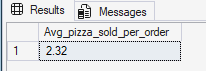 Results Messages
Avg_pizza_sold_per_order
1 2.32